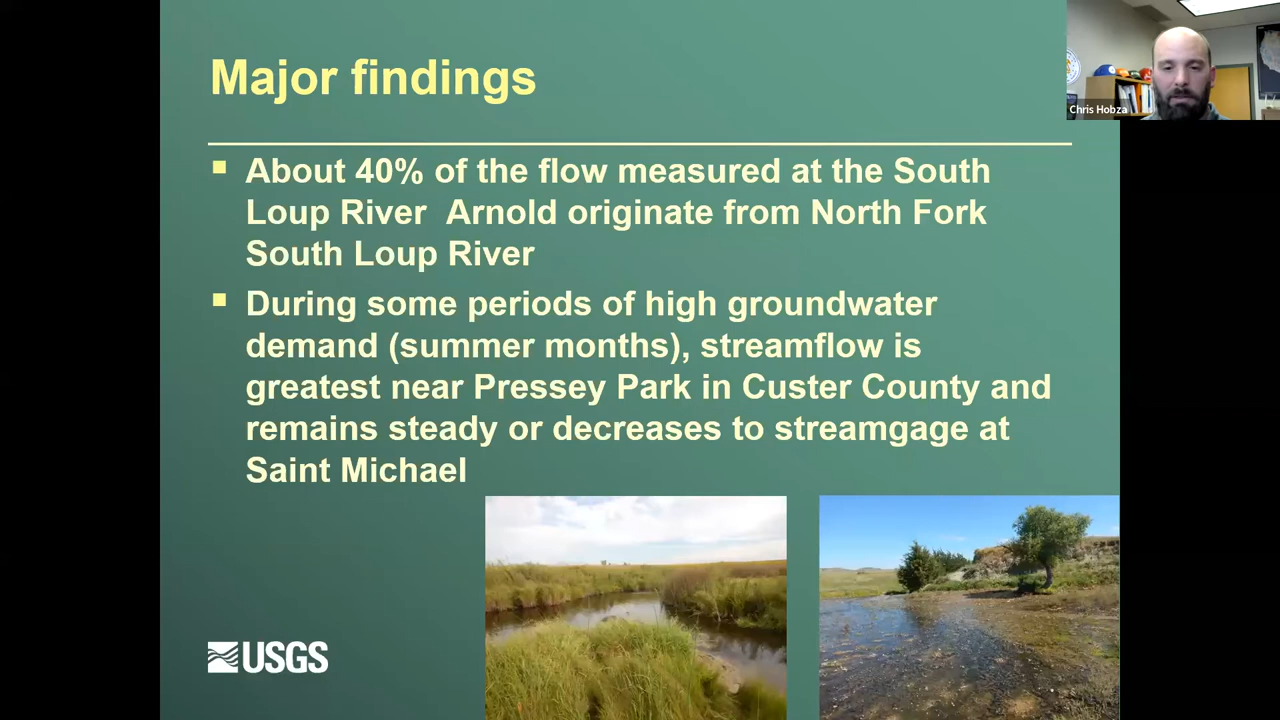 Major findings
Chris Hobza
About 40% of the flow measured at the South
Loup River Arnold originate from North Fork
South Loup River
During some periods of high groundwater
demand (summer months), streamflow is
greatest near Pressey Park in Custer County and
remains steady or decreases to streamgage at
Saint Michael
USGS